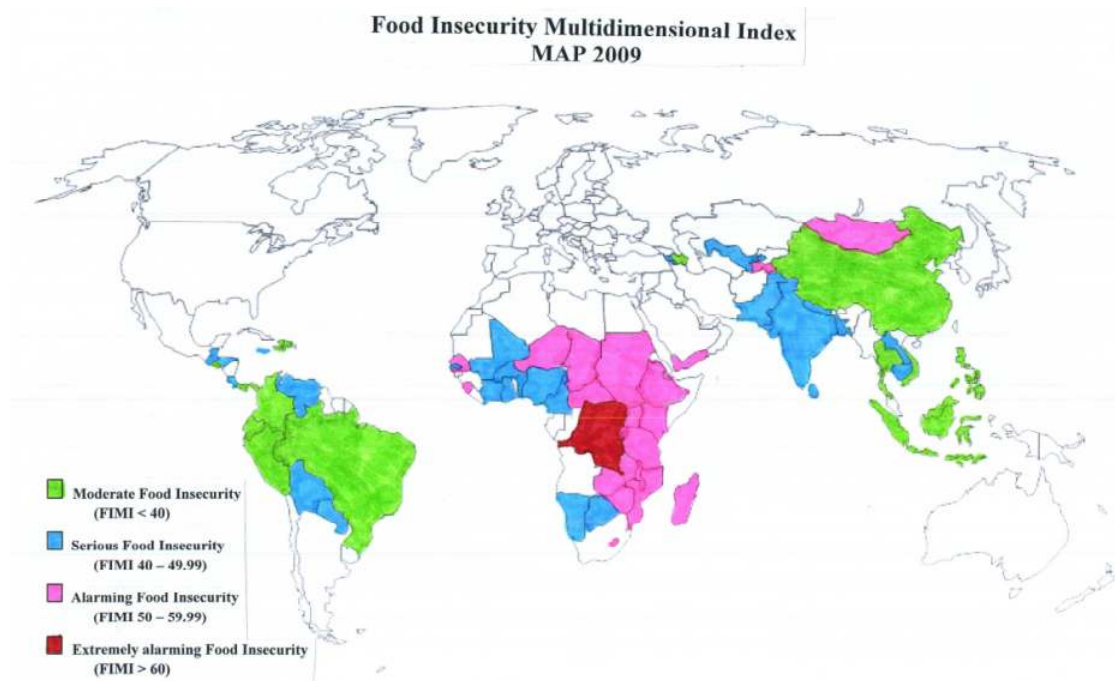 Food Insecurity Multidimensional Index
MAP 2009
Moderate Food Insecurity
(FIMI < 40)
Serious Food Insecurity
(FIMI 40 – 49.99)
Alarming Food Insecurity
(FIMI 50 – 59.99)
Extremely alarming Food Insecurity
(FIMI > 60)